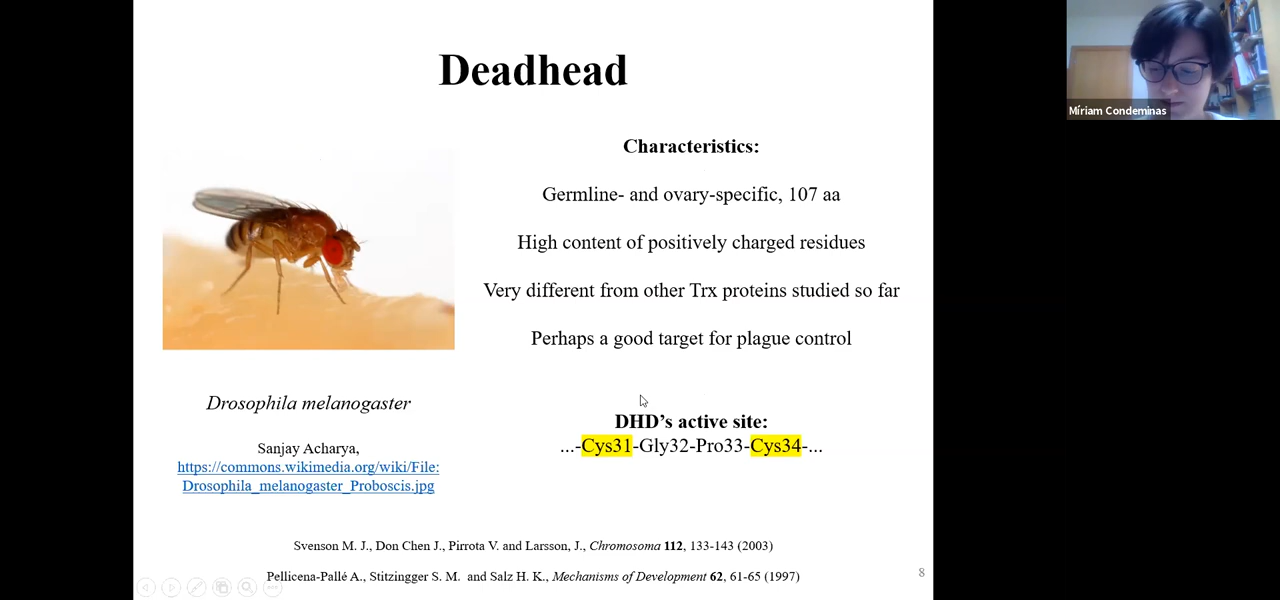 Deadhead
Míriam Condeminas
Characteristics:
Germline- and ovary-specific, 107 aa
High content of positively charged residues
Very different from other Trx proteins studied so far
Perhaps a good target for plague control
Drosophila melanogaster
Sanjay Acharya,
https://commons.wikimedia.org/wiki/File:
Drosophila_melanogaster_Proboscis.jpg
DHD's active site:
...-Cys31-Gly32-Pro33-Cys34-...
Svenson M. J., Don Chen J., Pirrota V. and Larsson, J., Chromosoma 112, 133-143 (2003)
Pellicena-Pallé A., Stitzingger S. M. and Salz H. K., Mechanisms of Development 62, 61-65 (1997)
8